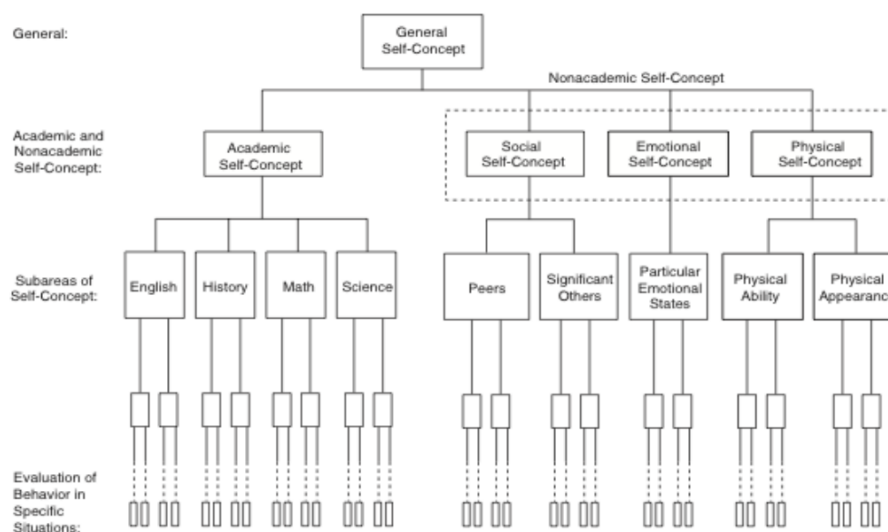 General:
General
Self-Concept
Nonacademic Self-Concept
Academic and
Nonacademic
Self-Concept:
Academic
Self-Concept
Social
Self-Concept
Emotional
Self-Concept
Physical
Self-Concept
Subareas of
Self-Concept:
English
History
Math
Science
Peers
Significant
Others
Particular
Emotional
States
Physical
Ability
Physical
Appearanc
Evaluation of
Behavior in
Specific
Situations: